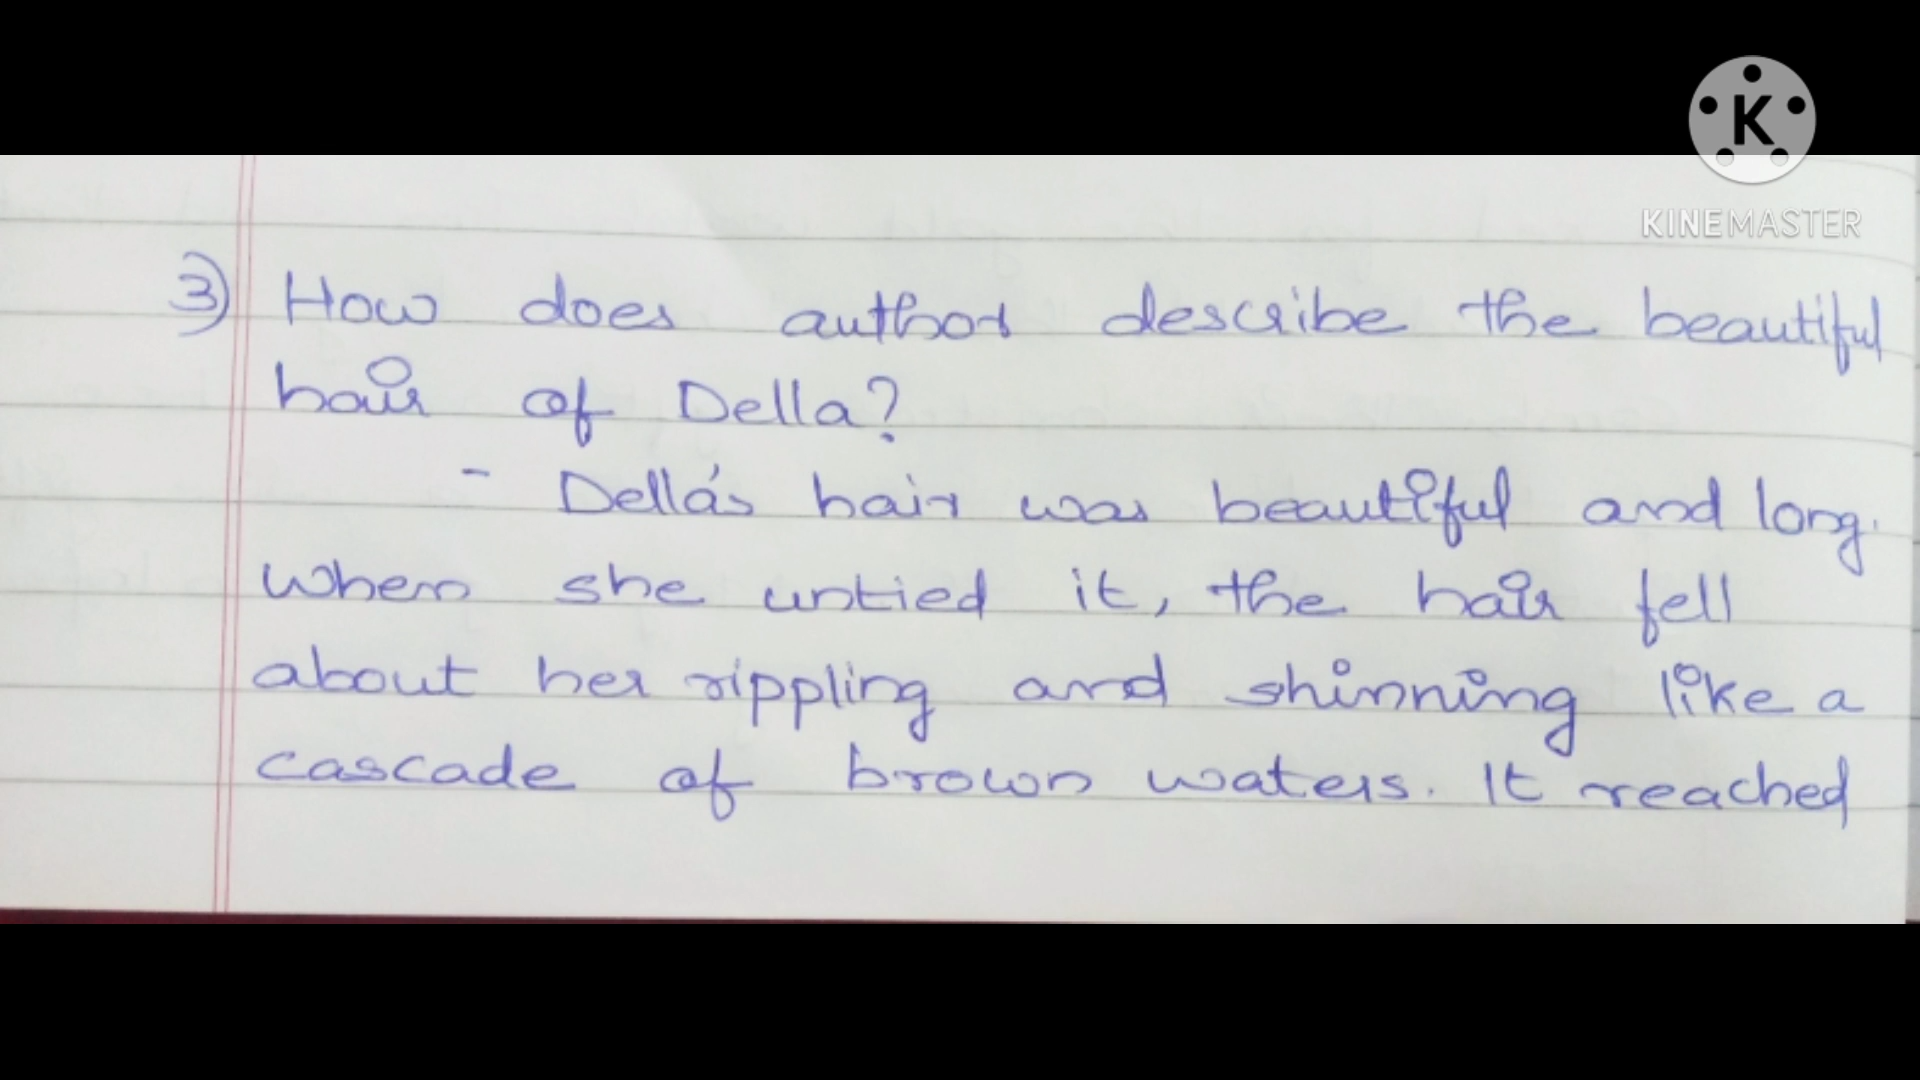 K
KINEMASTER
3) How does author describe the beautiful
hair of Della?
- Della's hair was beautiful and long.
When she untied it, the hair fell
about her rippling and shinning like a
cascade of brown waters. It reached